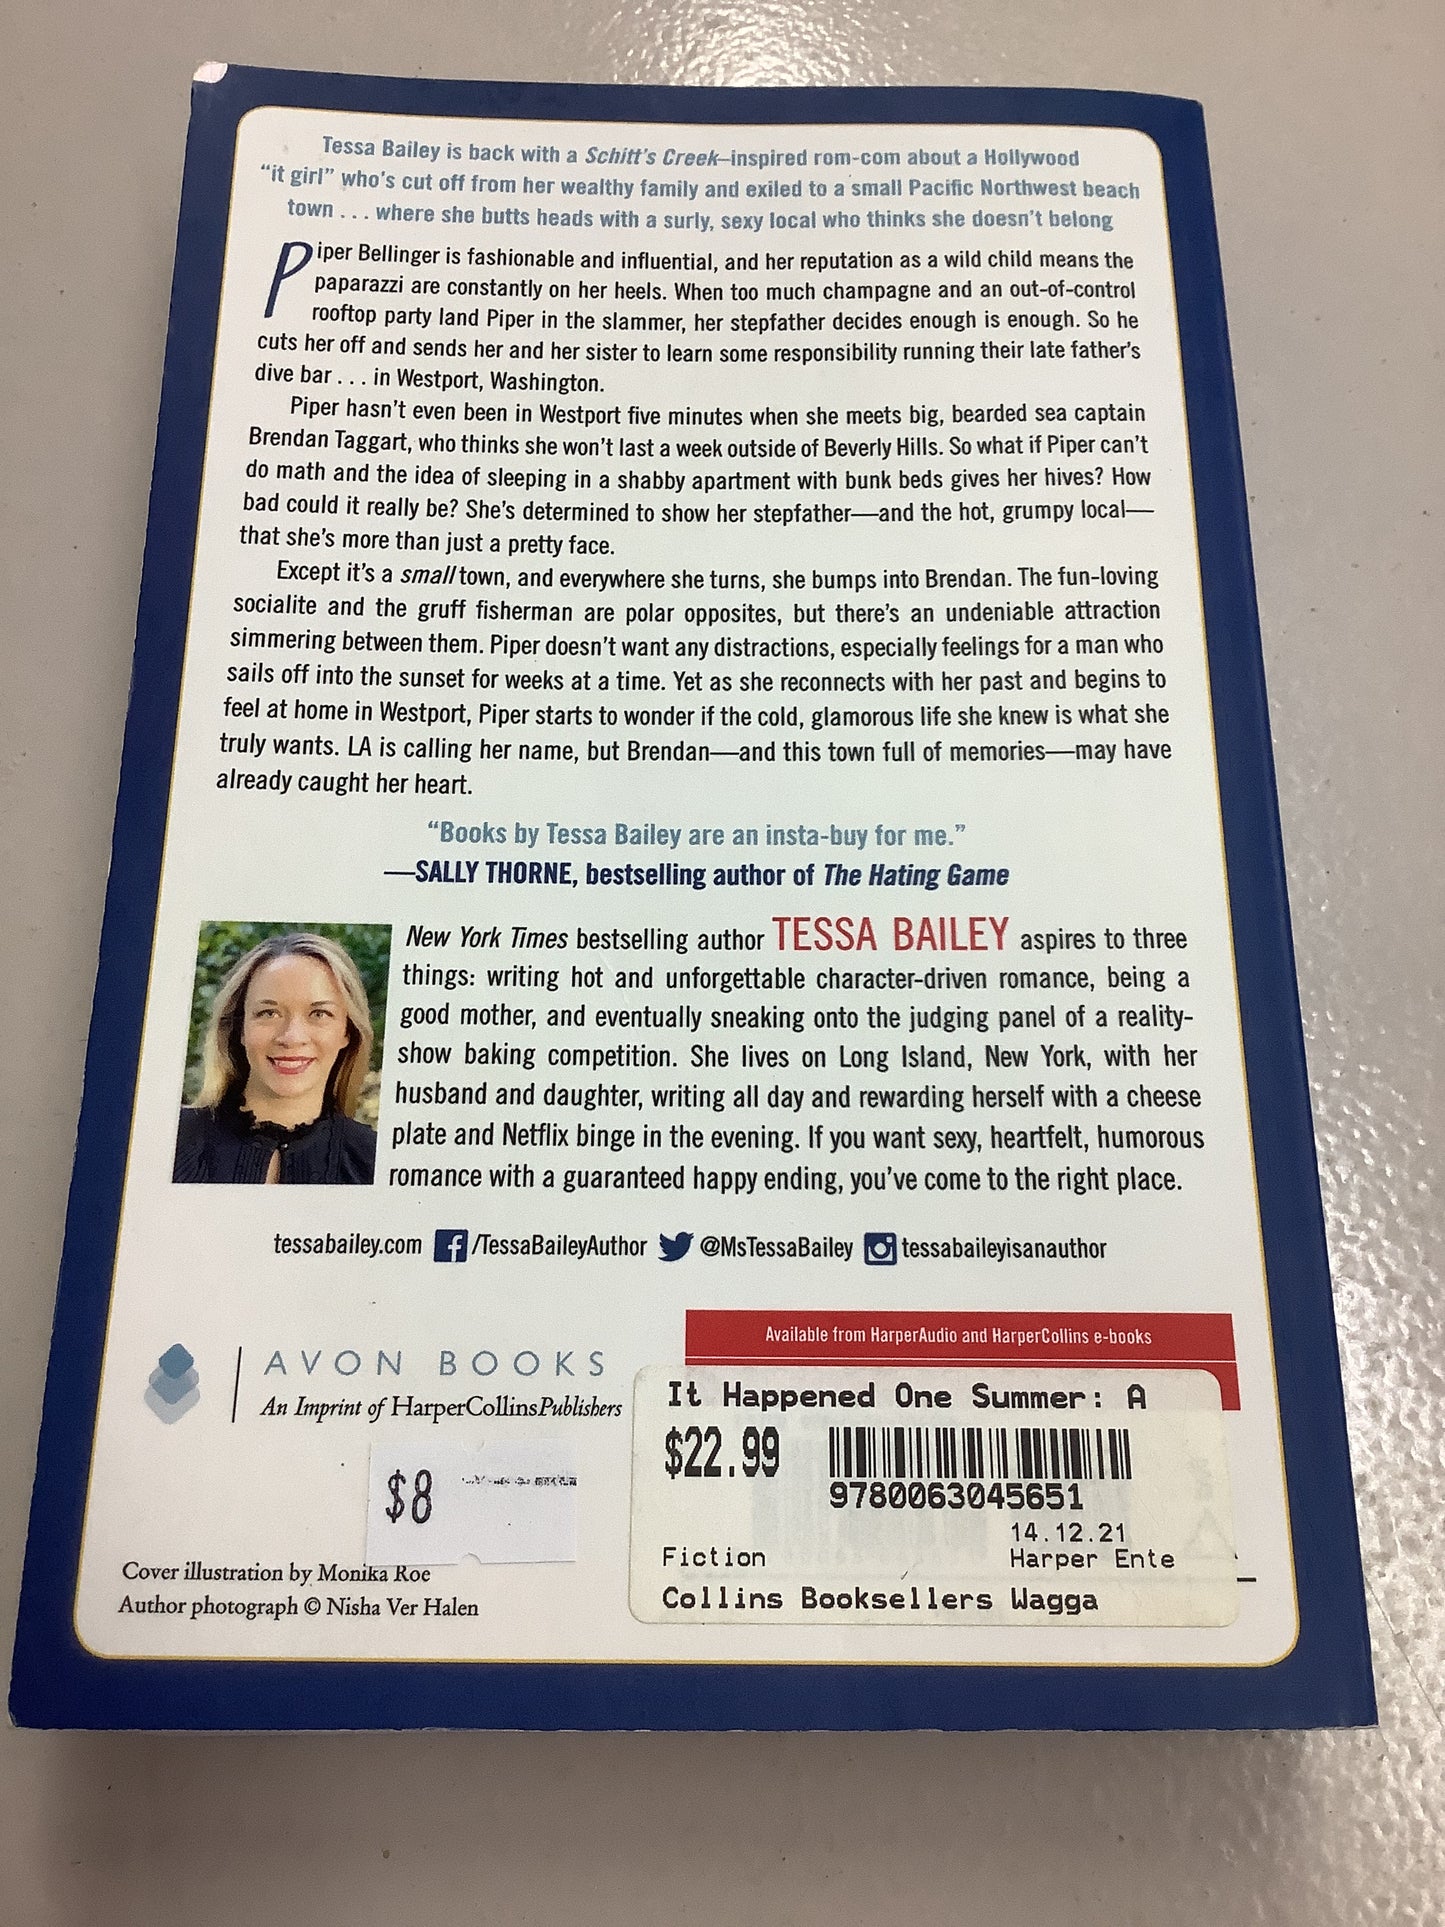 Tessa Bailey is back with a Schitt's Creek–inspired rom-com about a Hollywood
“it girl” who's cut off from her wealthy family and exiled to a small Pacific Northwest beach
town . . . where she butts heads with a surly, sexy local who thinks she doesn't belong
Piper Bellinger is fashionable and influential, and her reputation as a wild child means the
paparazzi are constantly on her heels. When too much champagne and an out-of-control
rooftop party land Piper in the slammer, her stepfather decides enough is enough. So he
cuts her off and sends her and her sister to learn some responsibility running their late father's
dive bar . . . in Westport, Washington.
Piper hasn't even been in Westport five minutes when she meets big, bearded sea captain
Brendan Taggart, who thinks she won't last a week outside of Beverly Hills. So what if Piper can't
do math and the idea of sleeping in a shabby apartment with bunk beds gives her hives? How
bad could it really be? She's determined to show her stepfather—and the hot, grumpy local—
that she's more than just a pretty face.
Except it's a small town, and everywhere she turns, she bumps into Brendan. The fun-loving
socialite and the gruff fisherman are polar opposites, but there's an undeniable attraction
simmering between them. Piper doesn't want any distractions, especially feelings for a man who
sails off into the sunset for weeks at a time. Yet as she reconnects with her past and begins to
feel at home in Westport, Piper starts to wonder if the cold, glamorous life she knew is what she
truly wants. LA is calling her name, but Brendan—and this town full of memories—may have
already caught her heart.
“Books by Tessa Bailey are an insta-buy for me.”
—SALLY THORNE, bestselling author of The Hating Game
New York Times bestselling author TESSA BAILEY aspires to three
things: writing hot and unforgettable character-driven romance, being a
good mother, and eventually sneaking onto the judging panel of a reality-
show baking competition. She lives on Long Island, New York, with her
husband and daughter, writing all day and rewarding herself with a cheese
plate and Netflix binge in the evening. If you want sexy, heartfelt, humorous
romance with a guaranteed happy ending, you've come to the right place.
tessabailey.com /TessaBaileyAuthor @MsTessaBailey tessabaileyisanauthor
Available from HarperAudio and HarperCollins e-books
AVON BOOKS
An Imprint of HarperCollinsPublishers
It Happened One Summer: A
$22.99
9780063045651
14.12.21
Fiction Harper Ente
Collins Booksellers Wagga
$8
Cover illustration by Monika Roe
Author photograph © Nisha Ver Halen